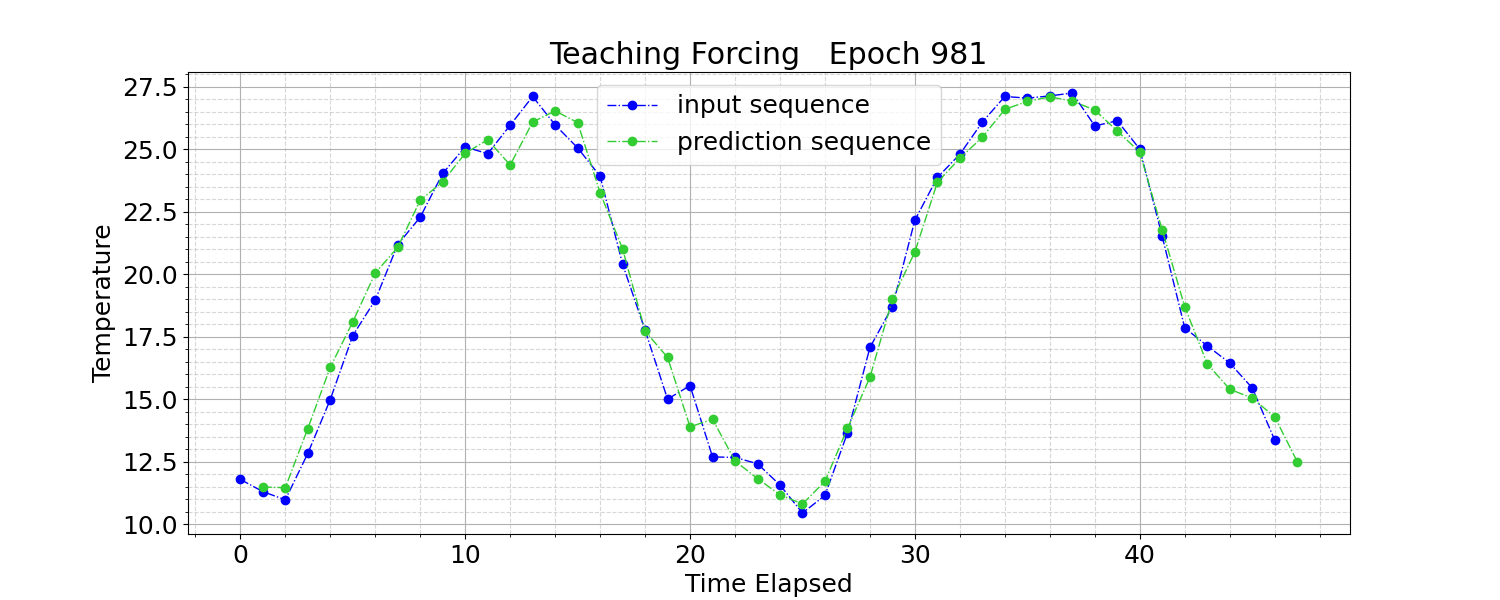 Teaching Forcing   Epoch 981
input sequence
prediction sequence
Temperature
27.5
25.0
22.5
20.0
17.5
15.0
12.5
10.0
0 10 20 30 40
Time Elapsed